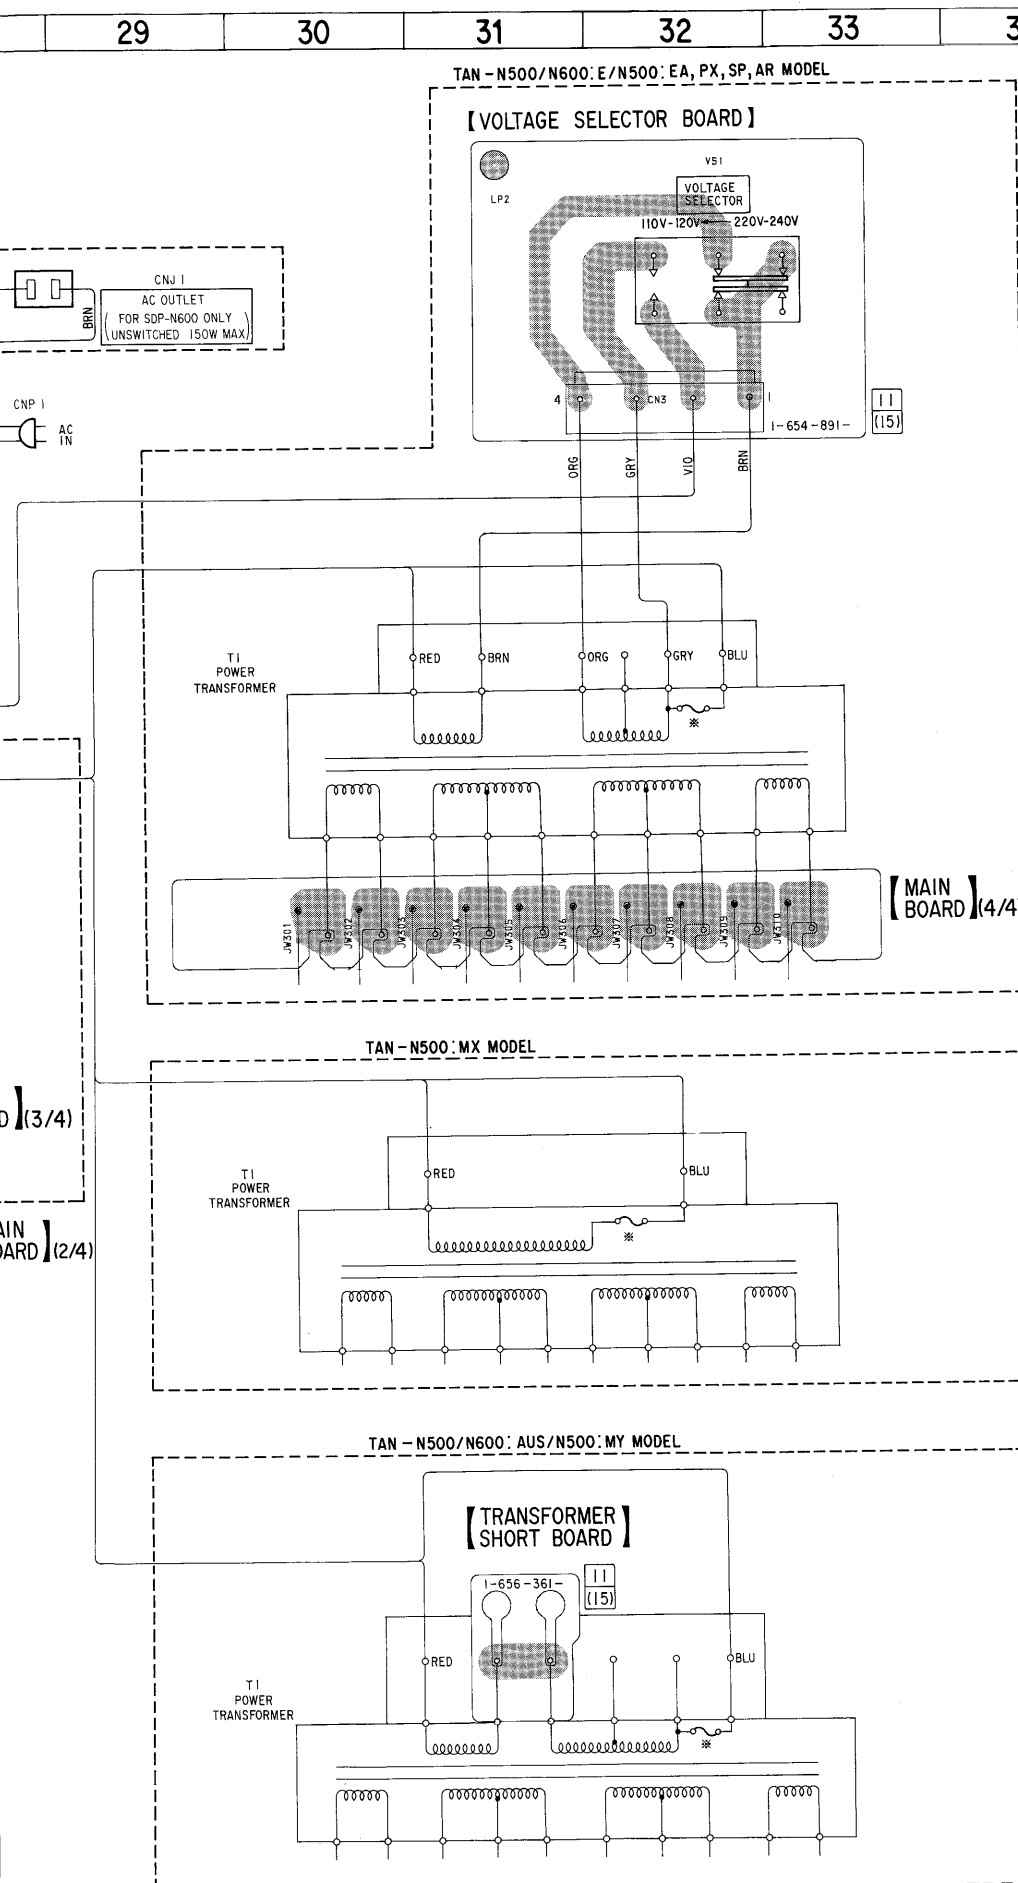 29 30 31 32 33 3
TAN-N500/N600:E/N500:EA, PX, SP, AR MODEL
【VOLTAGE SELECTOR BOARD】
VS1
LP2
VOLTAGE
SELECTOR
110V-120V 220V-240V
CNJ1
AC OUTLET
(FOR SDP-N600 ONLY
UNSWITCHED 150W MAX)
BRN
CNP1
AC
IN
4 CN3 1
1-654-891-
11
(15)
ORG GRY VIO BRN
T1
POWER
TRANSFORMER
RED BRN ORG GRY BLU
※
【MAIN
BOARD】(4/4
JW301 JW302 JW303 JW304 JW305 JW306 JW307 JW308 JW309 JW310
TAN-N500:MX MODEL
D】(3/4)
T1
POWER
TRANSFORMER
RED BLU
※
AIN
OARD】(2/4)
TAN-N500/N600: AUS/N500:MY MODEL
【TRANSFORMER
SHORT BOARD】
1-656-361-
11
(15)
RED BLU
T1
POWER
TRANSFORMER
※